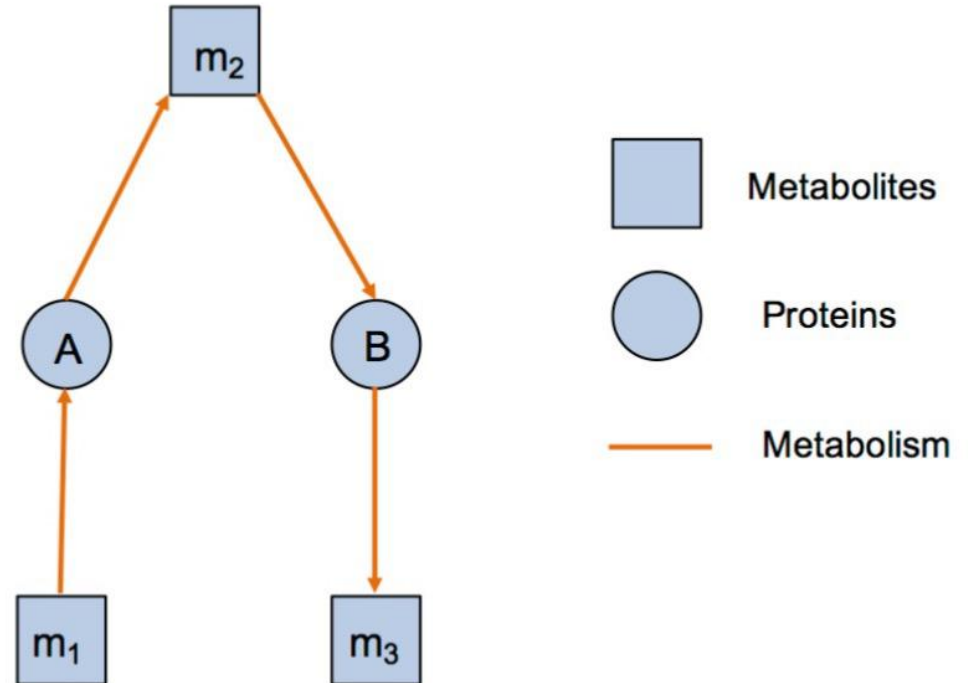 m₂
Metabolites
A
B
Proteins
Metabolism
m₁
m₃